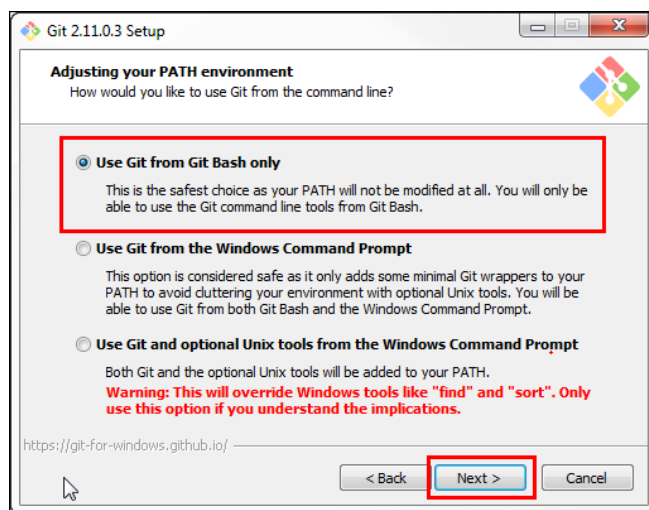 Git 2.11.0.3 Setup
Adjusting your PATH environment
How would you like to use Git from the command line?
Use Git from Git Bash only
This is the safest choice as your PATH will not be modified at all. You will only be
able to use the Git command line tools from Git Bash.
Use Git from the Windows Command Prompt
This option is considered safe as it only adds some minimal Git wrappers to your
PATH to avoid cluttering your environment with optional Unix tools. You will be
able to use Git from both Git Bash and the Windows Command Prompt.
Use Git and optional Unix tools from the Windows Command Prompt
Both Git and the optional Unix tools will be added to your PATH.
Warning: This will override Windows tools like "find" and "sort". Only
use this option if you understand the implications.
https://git-for-windows.github.io/
< Back Next > Cancel